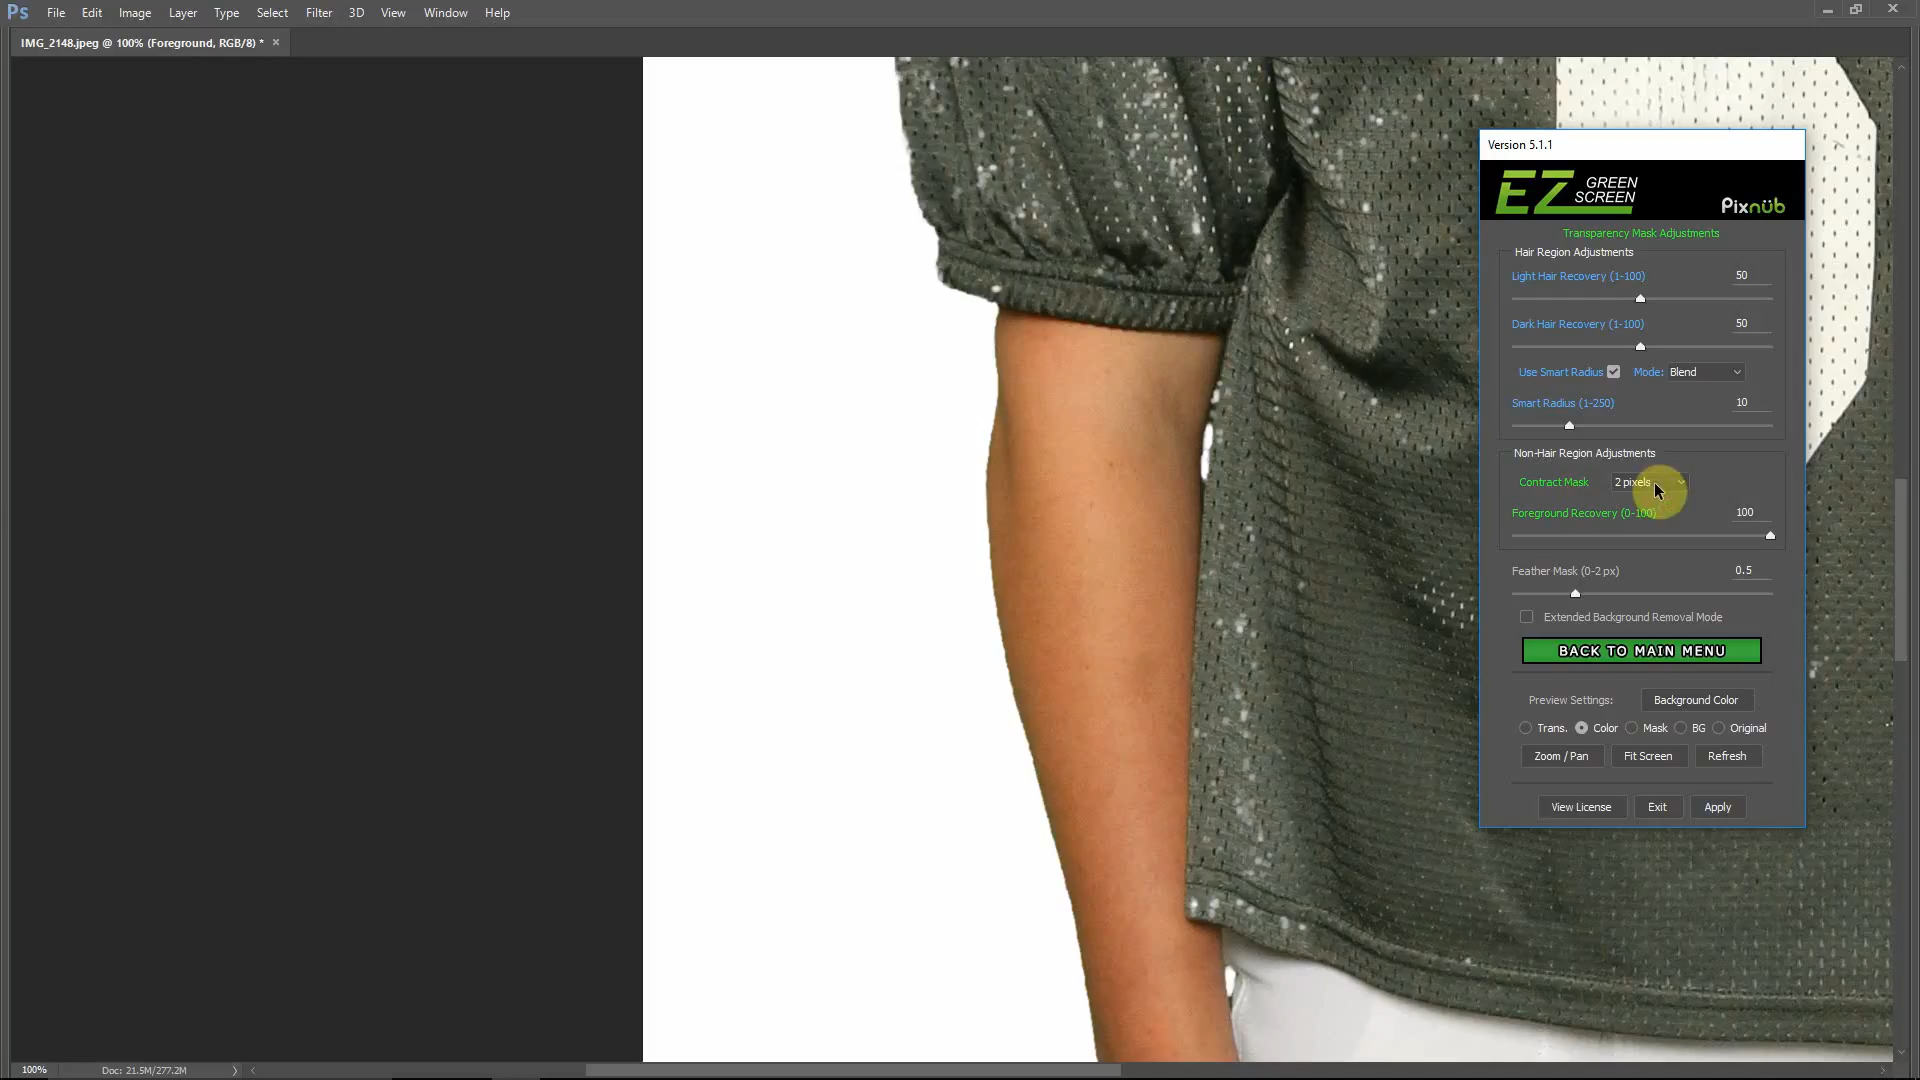 Ps File Edit Image Layer Type Select Filter 3D View Window Help
IMG_2148.jpeg @ 100% (Foreground, RGB/8) * ×
Version 5.1.1
EZ GREEN SCREEN Pixnüb
Transparency Mask Adjustments
Hair Region Adjustments
Light Hair Recovery (1-100) 50
Dark Hair Recovery (1-100) 50
Use Smart Radius Mode: Blend
Smart Radius (1-250) 10
Non-Hair Region Adjustments
Contract Mask 2 pixels
Foreground Recovery (0-100) 100
Feather Mask (0-2 px) 0.5
Extended Background Removal Mode
BACK TO MAIN MENU
Preview Settings: Background Color
Trans. Color Mask BG Original
Zoom / Pan Fit Screen Refresh
View License Exit Apply
100% Doc: 21.5M/277.2M